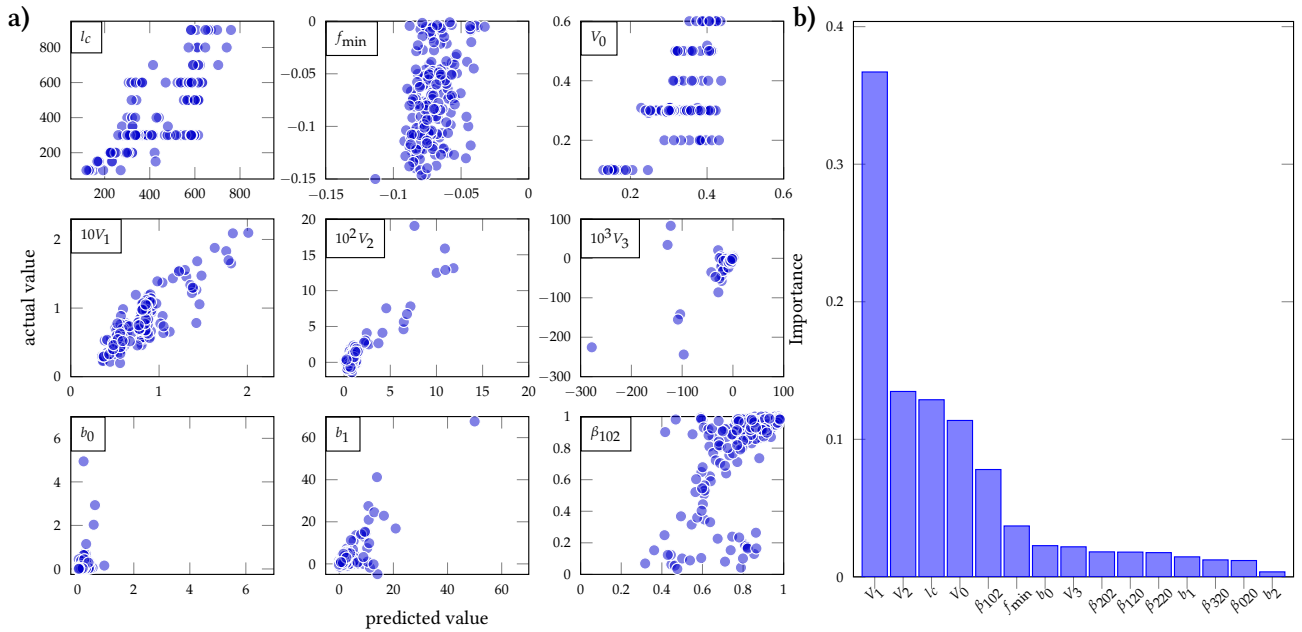 a)
b)
l_c
f_min
V_0
800
600
400
200
200 400 600 800
0
−0.05
−0.1
−0.15
−0.15 −0.1 −0.05 0
0.6
0.4
0.2
0.2 0.4 0.6
10V_1
10²V_2
10³V_3
actual value
2
1
0
0 1 2
20
15
10
5
0
0 5 10 15 20
100
0
−100
−200
−300
−300 −200 −100 0 100
b_0
b_1
β_102
6
4
2
0
0 2 4 6
60
40
20
0
0 20 40 60
1
0.8
0.6
0.4
0.2
0
0 0.2 0.4 0.6 0.8 1
predicted value
Importance
0.4
0.3
0.2
0.1
0
V_1 V_2 l_c V_0 β_102 f_min b_0 V_3 β_202 β_120 β_220 b_1 β_320 β_020 b_2